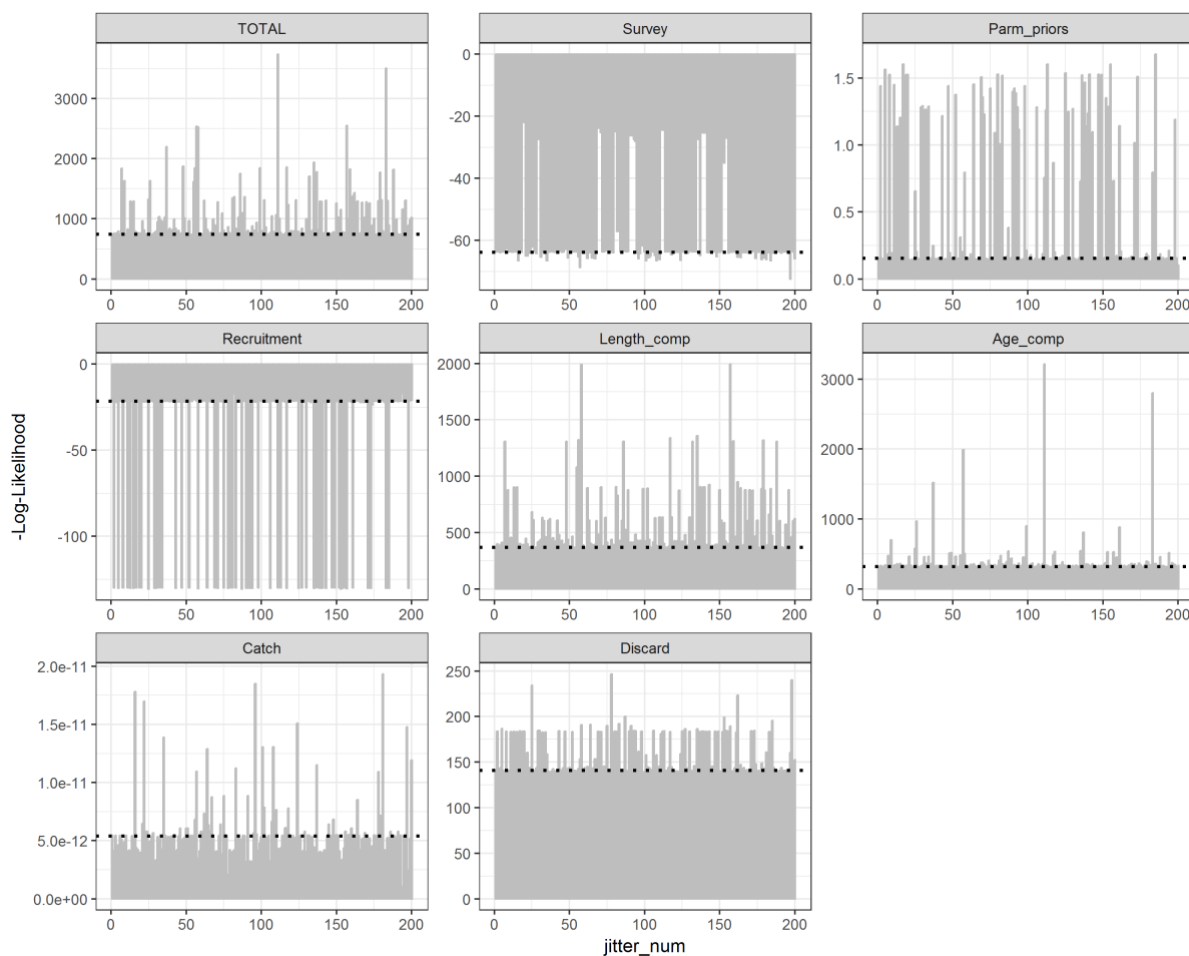 TOTAL
Survey
Parm_priors
3000
2000
1000
0
0
-20
-40
-60
1.5
1.0
0.5
0.0
0 50 100 150 200
0 50 100 150 200
0 50 100 150 200
Recruitment
Length_comp
Age_comp
0
-50
-100
2000
1500
1000
500
0
3000
2000
1000
0
0 50 100 150 200
0 50 100 150 200
0 50 100 150 200
-Log-Likelihood
Catch
Discard
2.0e-11
1.5e-11
1.0e-11
5.0e-12
0.0e+00
250
200
150
100
50
0
0 50 100 150 200
0 50 100 150 200
jitter_num